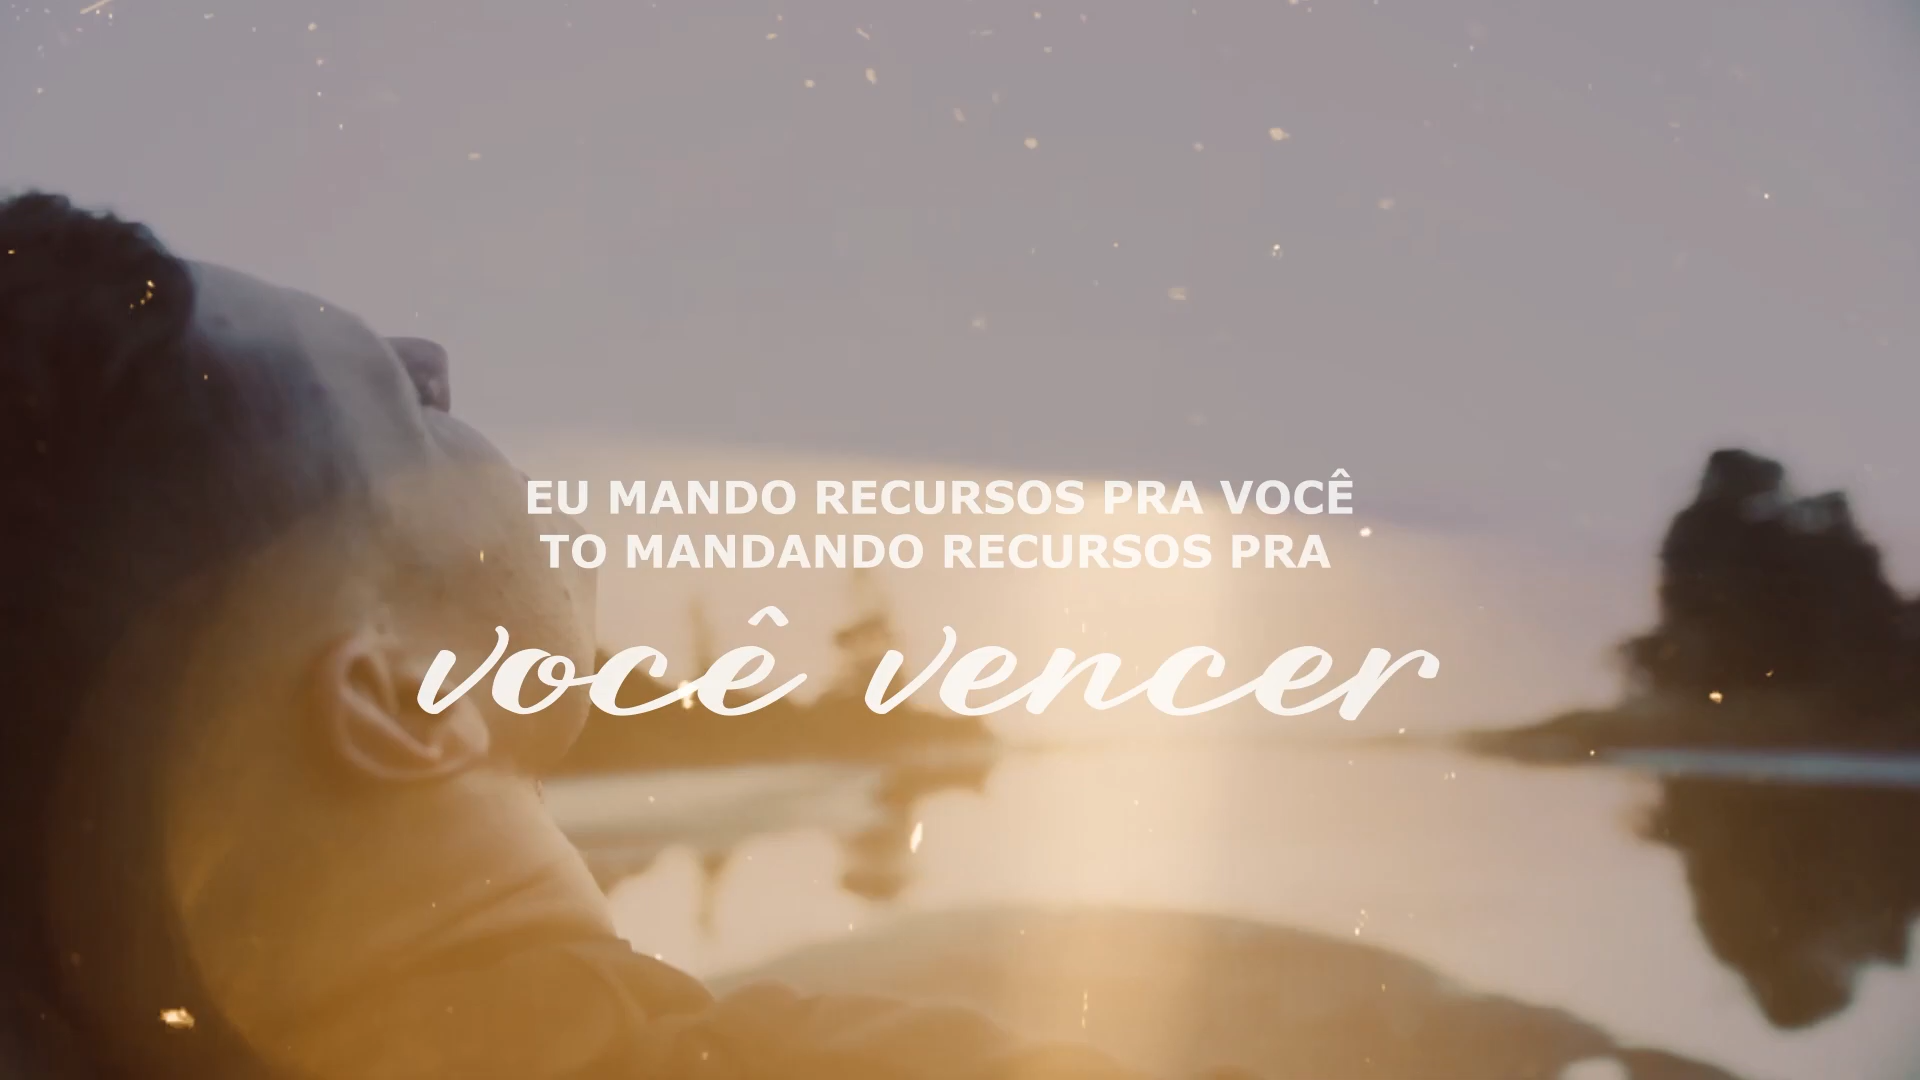 EU MANDO RECURSOS PRA VOCÊ
TO MANDANDO RECURSOS PRA
você vencer